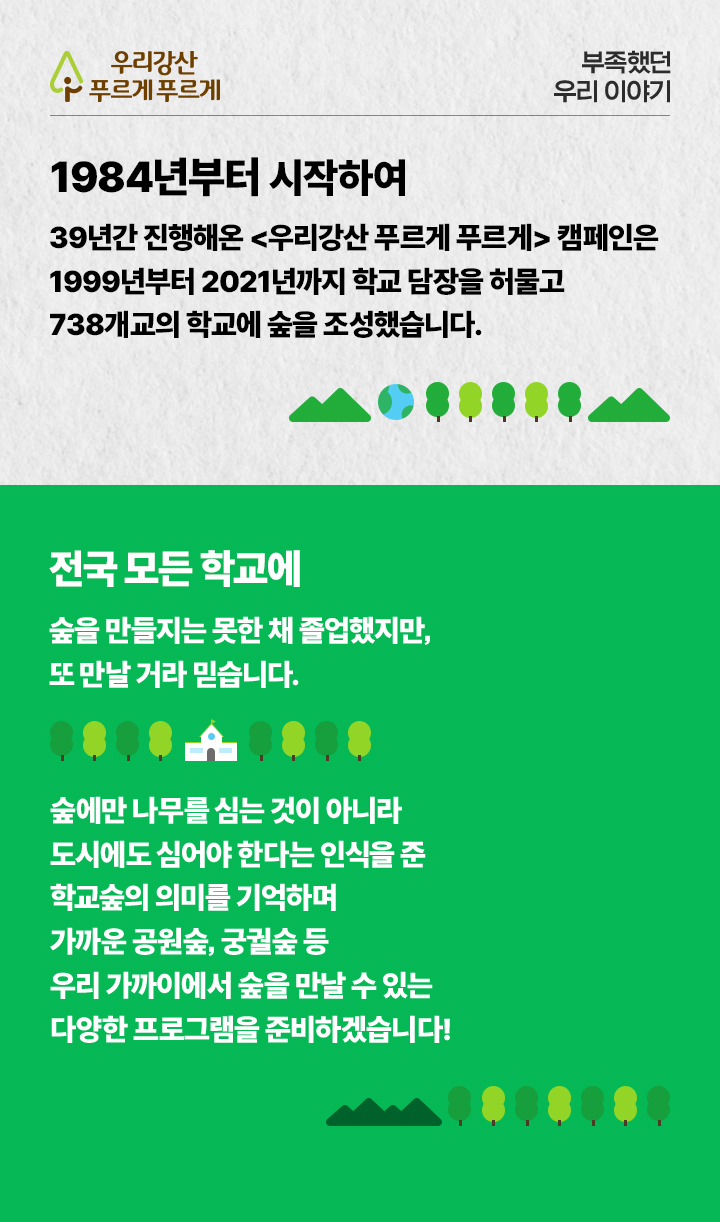 우리강산
푸르게 푸르게
부족했던
우리 이야기
1984년부터 시작하여
39년간 진행해온 <우리강산 푸르게 푸르게> 캠페인은
1999년부터 2021년까지 학교 담장을 허물고
738개교의 학교에 숲을 조성했습니다.
전국 모든 학교에
숲을 만들지는 못한 채 졸업했지만,
또 만날 거라 믿습니다.
숲에만 나무를 심는 것이 아니라
도시에도 심어야 한다는 인식을 준
학교숲의 의미를 기억하며
가까운 공원숲, 궁궐숲 등
우리 가까이에서 숲을 만날 수 있는
다양한 프로그램을 준비하겠습니다!